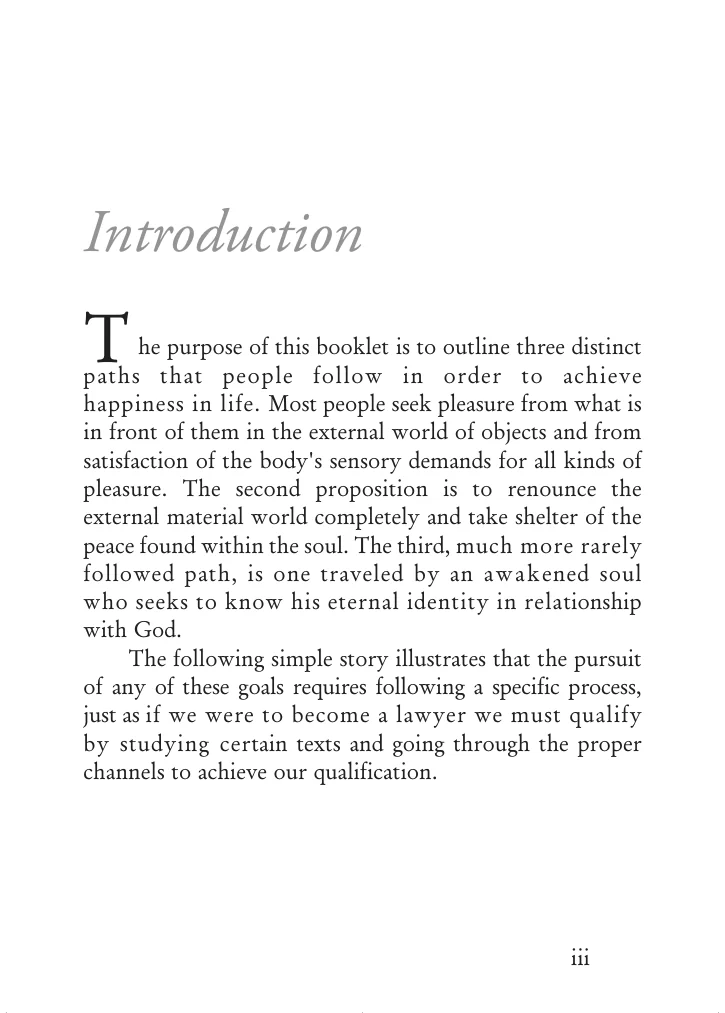 Introduction
The purpose of this booklet is to outline three distinct
paths that people follow in order to achieve
happiness in life. Most people seek pleasure from what is
in front of them in the external world of objects and from
satisfaction of the body's sensory demands for all kinds of
pleasure. The second proposition is to renounce the
external material world completely and take shelter of the
peace found within the soul. The third, much more rarely
followed path, is one traveled by an awakened soul
who seeks to know his eternal identity in relationship
with God.
The following simple story illustrates that the pursuit
of any of these goals requires following a specific process,
just as if we were to become a lawyer we must qualify
by studying certain texts and going through the proper
channels to achieve our qualification.
iii